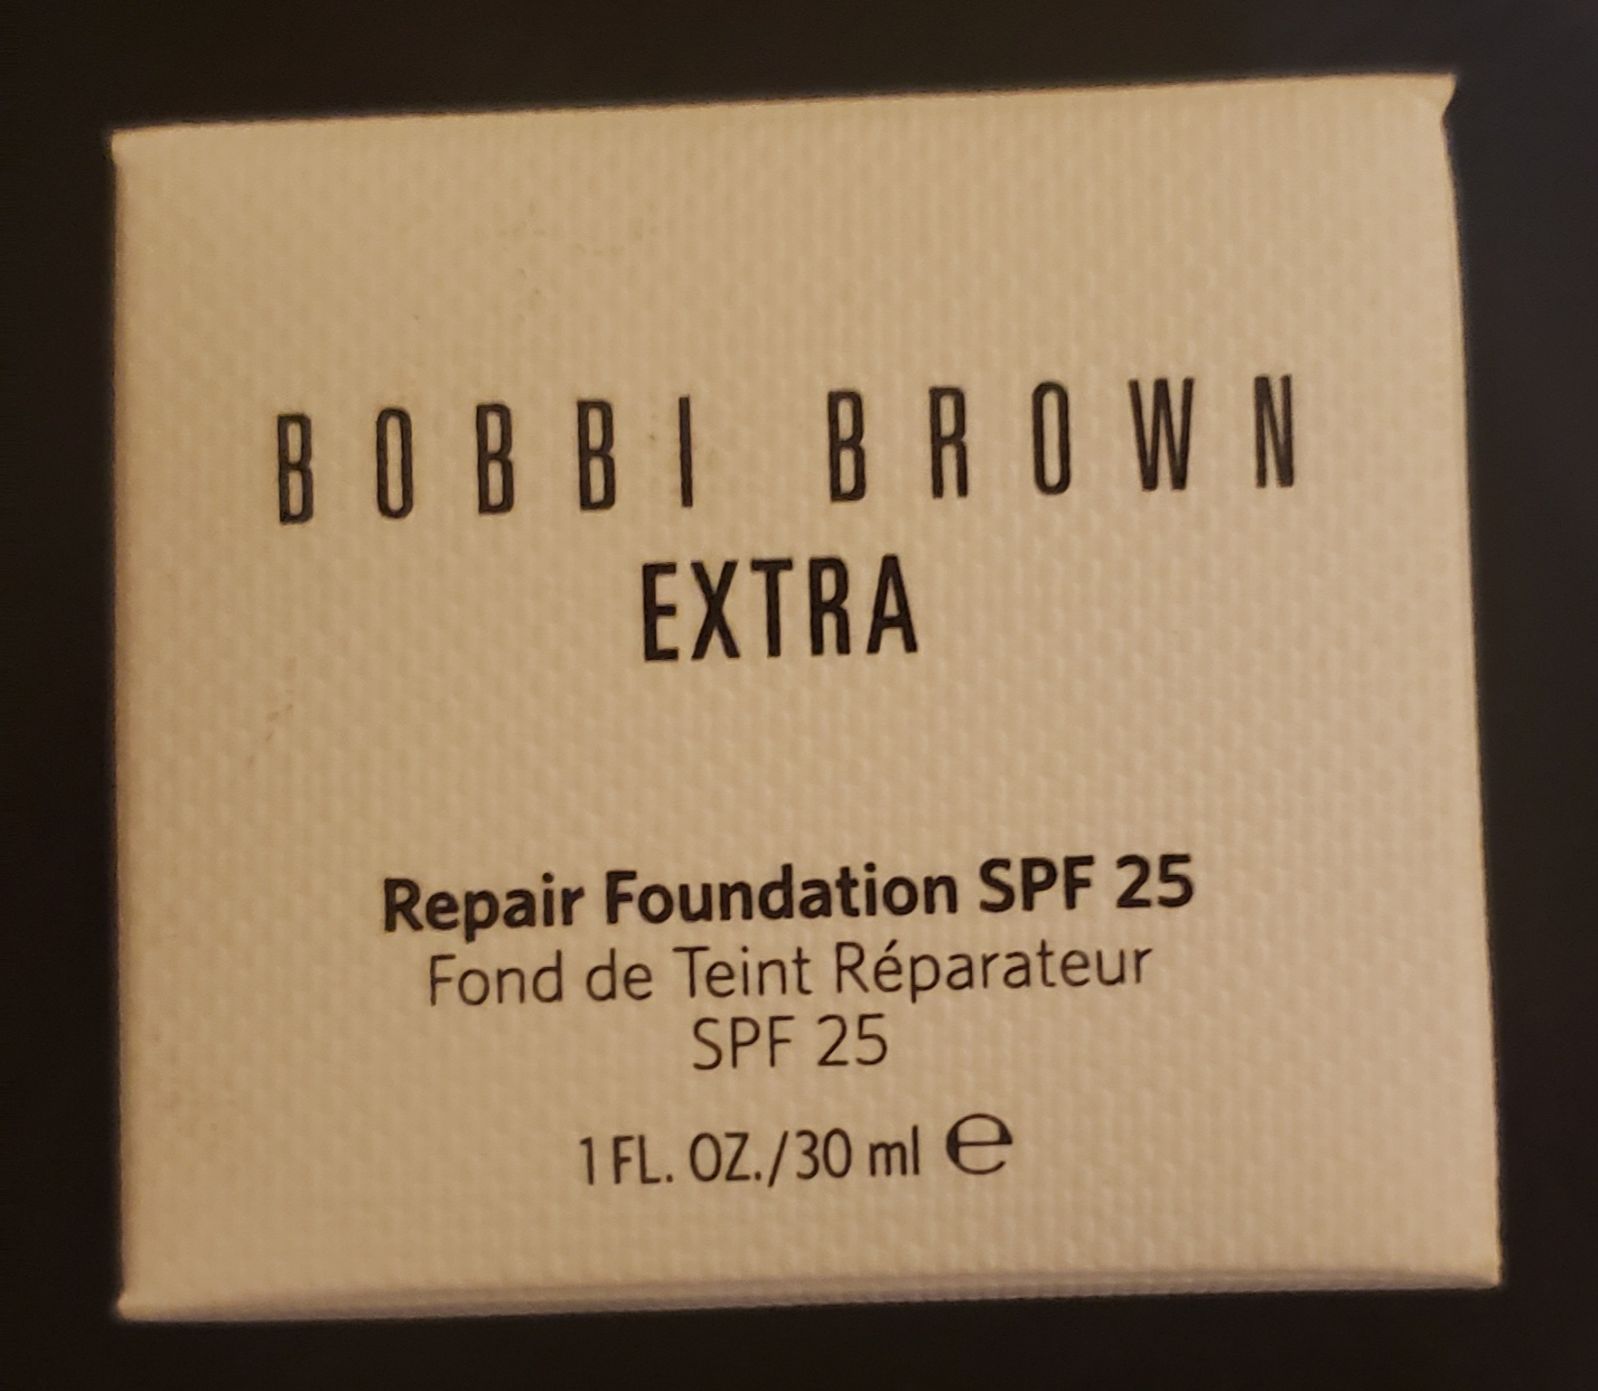 BOBBI BROWN
EXTRA
Repair Foundation SPF 25
Fond de Teint Réparateur
SPF 25
1 FL. OZ./30 ml ℮